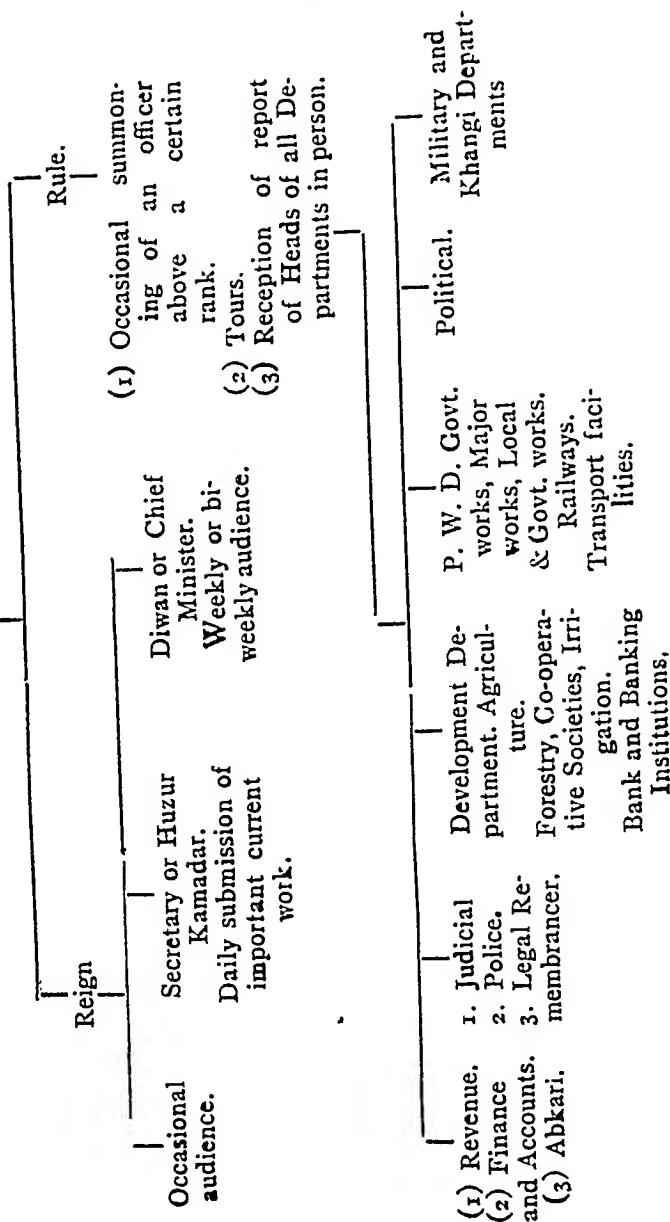 Reign
Rule.
Occasional
audience.
Secretary or Huzur
Kamadar.
Daily submission of
important current
work.
Diwan or Chief
Minister.
Weekly or bi-
weekly audience.
(1) Occasional summon-
ing of an officer
above a certain
rank.
(2) Tours.
(3) Reception of report
of Heads of all De-
partments in person.
(1) Revenue.
(2) Finance
and Accounts.
(3) Abkari.
1. Judicial
2. Police.
3. Legal Re-
membrancer.
Development De-
partment. Agricul-
ture.
Forestry, Co-opera-
tive Societies, Irri-
gation.
Bank and Banking
Institutions.
P. W. D. Govt.
works, Major
works, Local
& Govt. works.
Railways.
Transport faci-
lities.
Political.
Military and
Khangi Depart-
ments